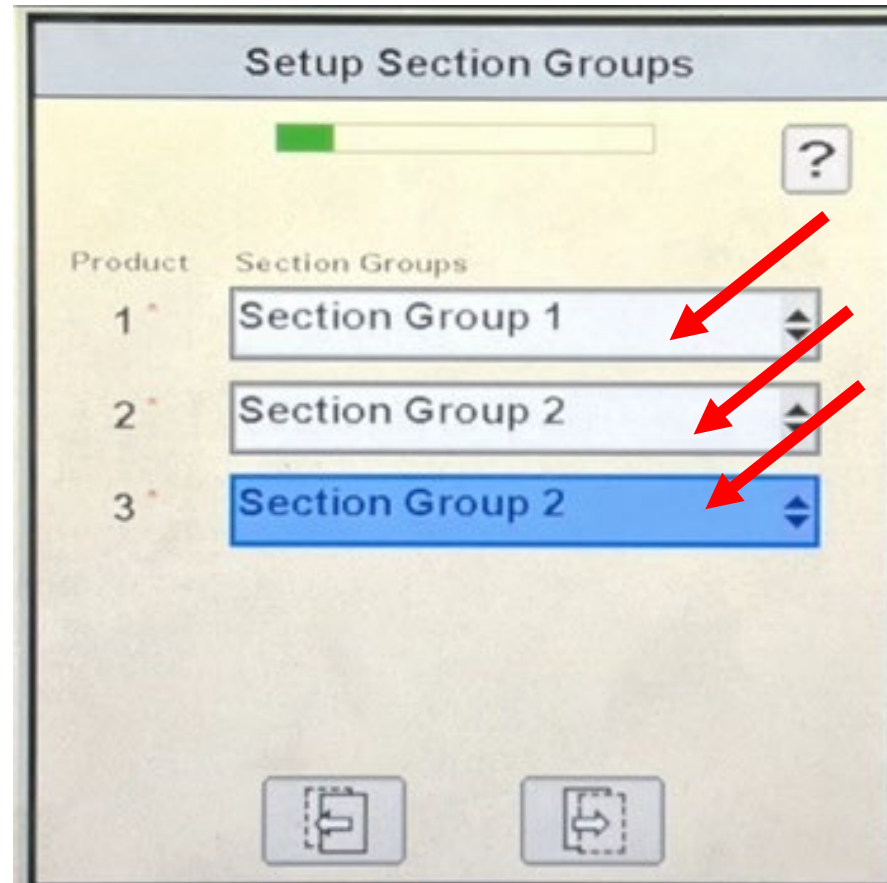 Setup Section Groups
?
Product Section Groups
1 * Section Group 1
2 * Section Group 2
3 * Section Group 2